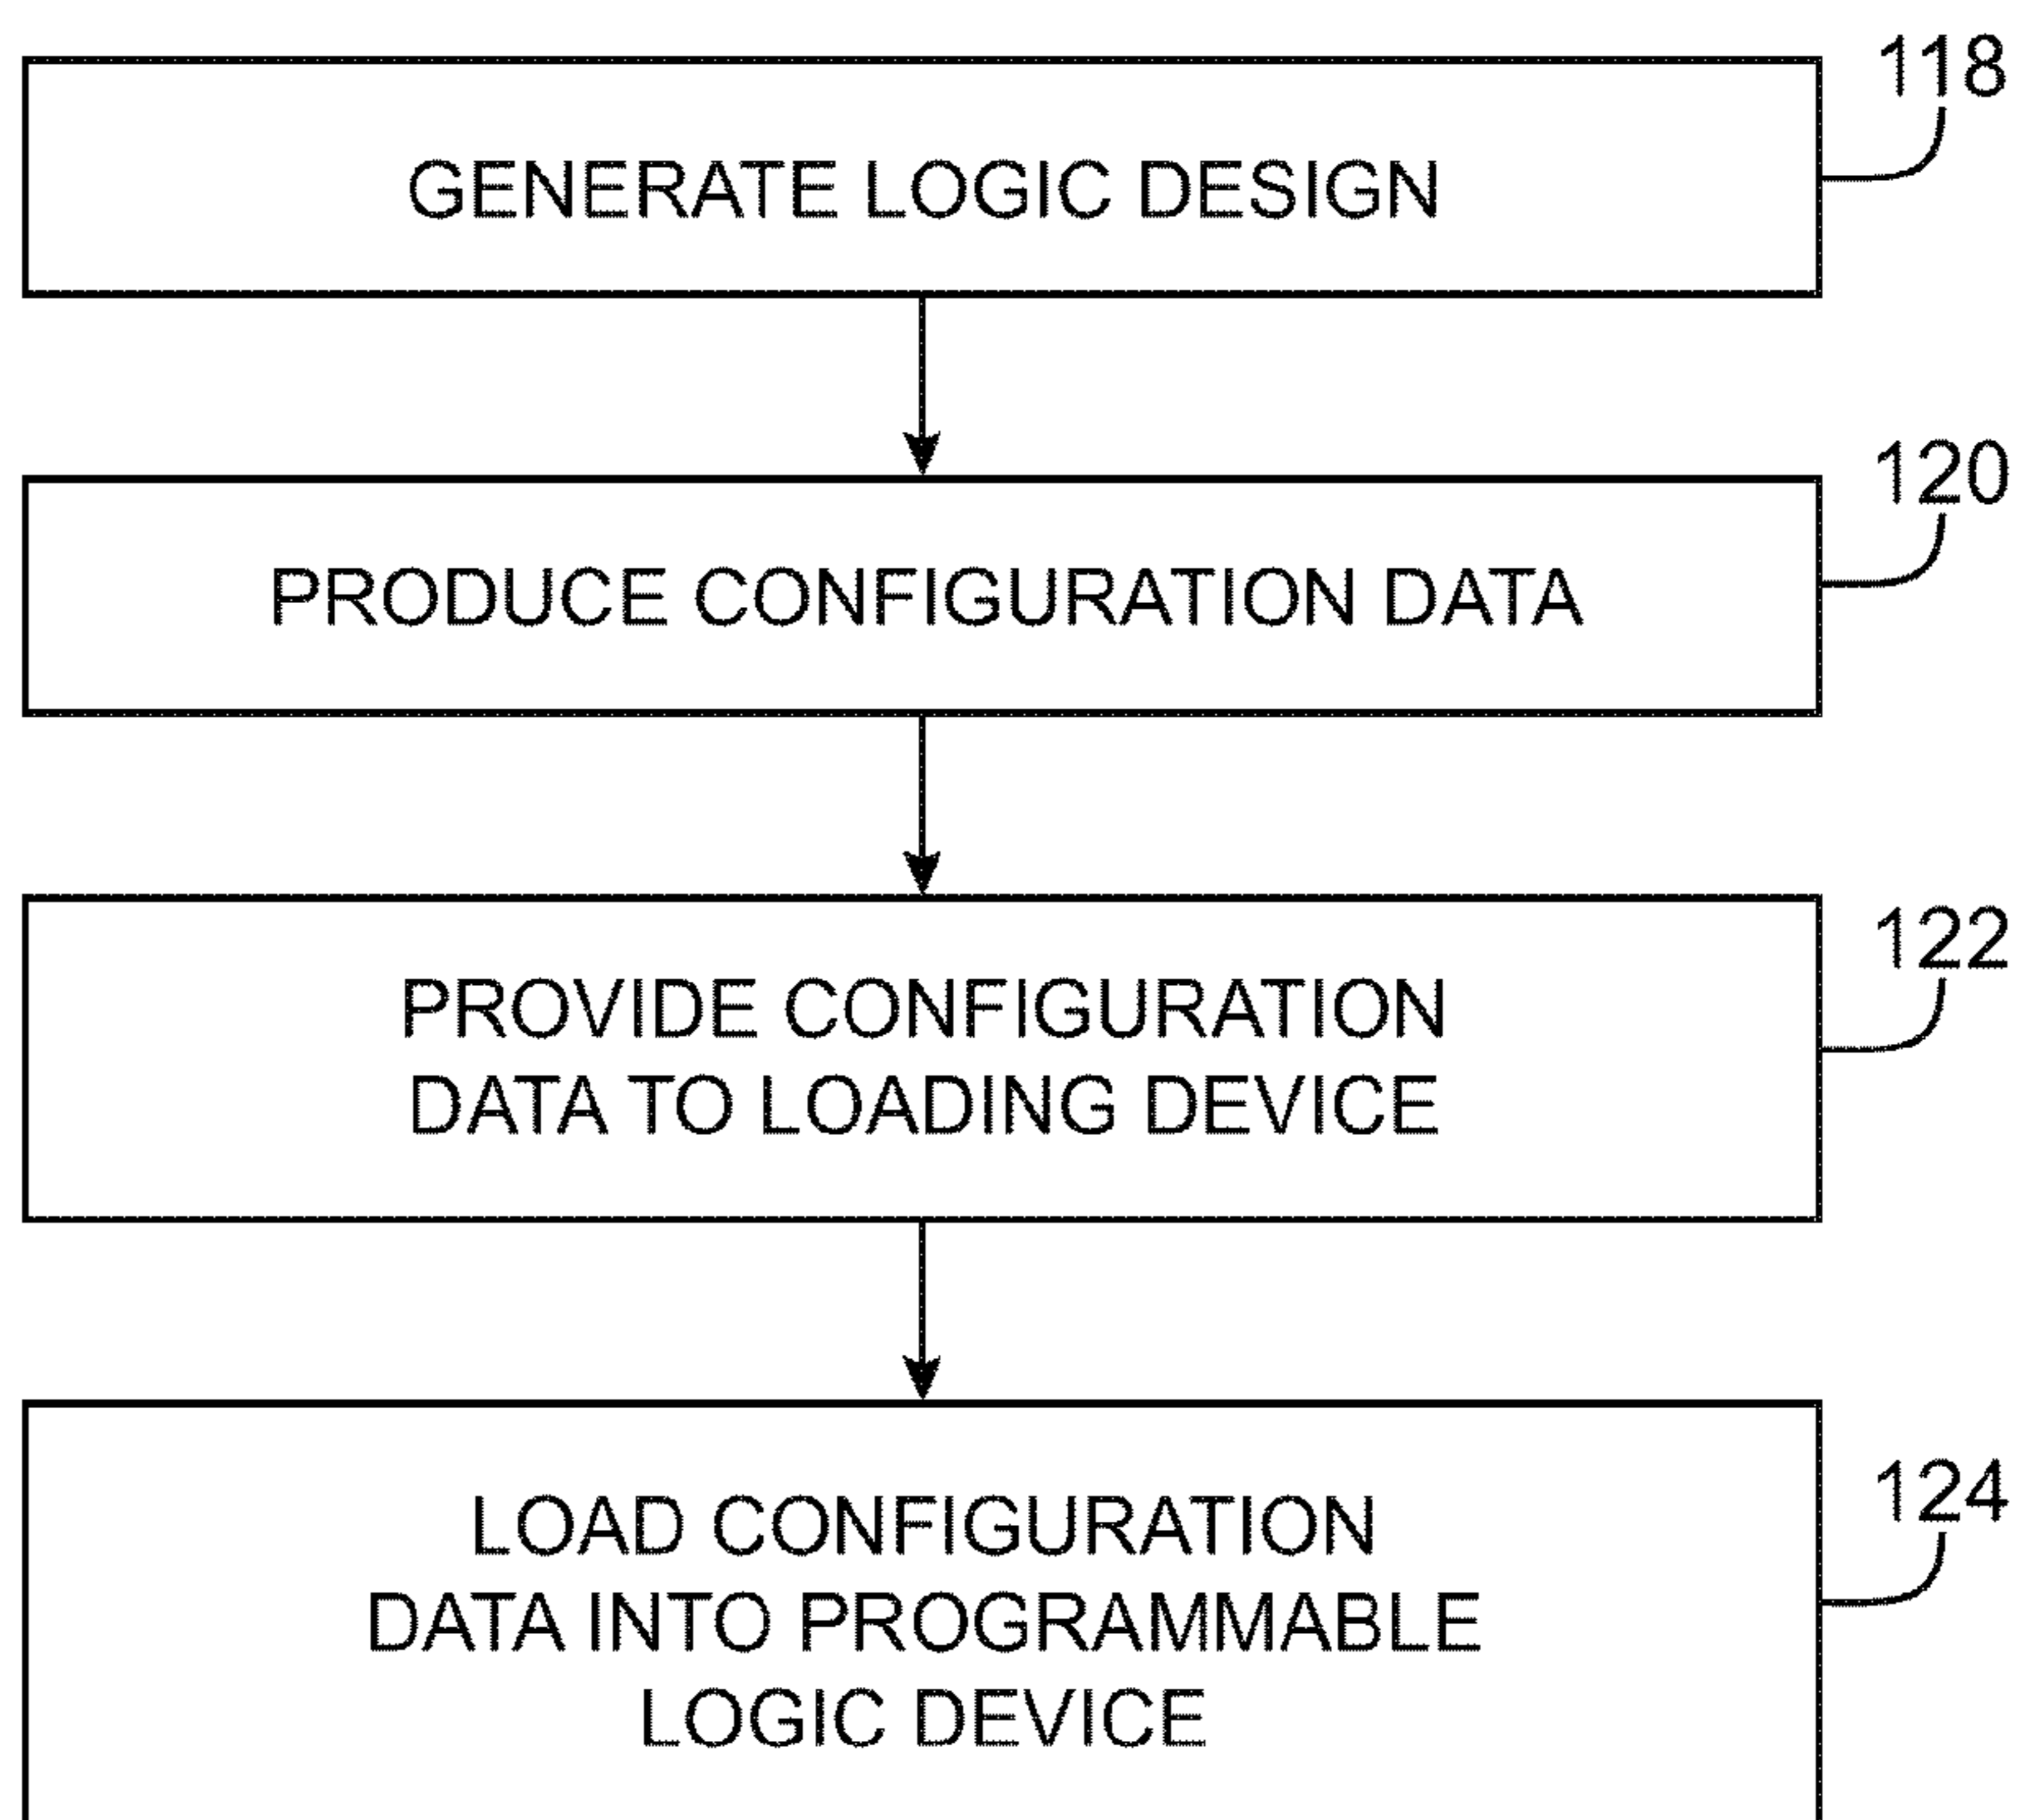 118
GENERATE LOGIC DESIGN
120
PRODUCE CONFIGURATION DATA
122
PROVIDE CONFIGURATION
DATA TO LOADING DEVICE
124
LOAD CONFIGURATION
DATA INTO PROGRAMMABLE
LOGIC DEVICE